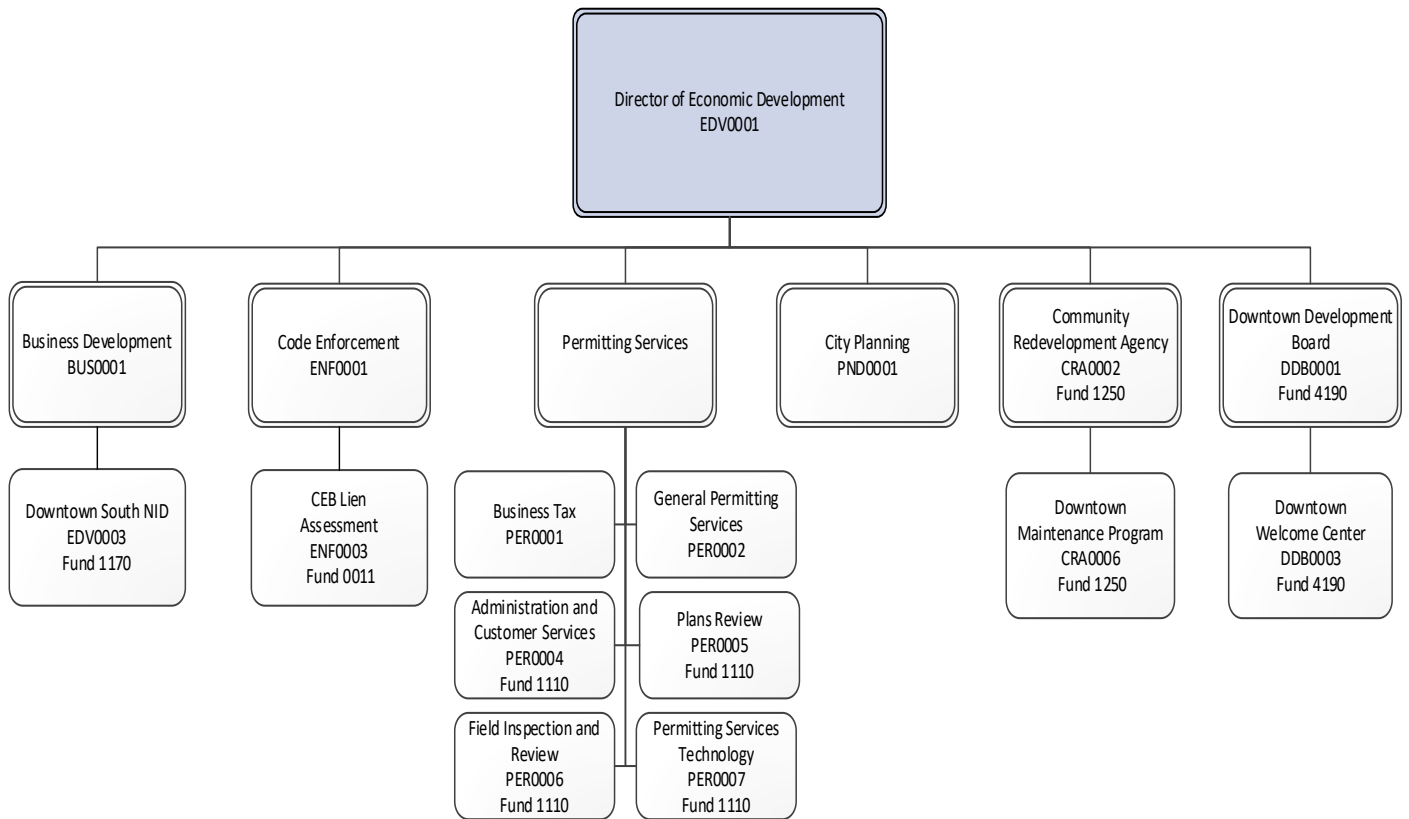 Director of Economic Development
EDV0001
Business Development
BUS0001
Code Enforcement
ENF0001
Permitting Services
City Planning
PND0001
Community
Redevelopment Agency
CRA0002
Fund 1250
Downtown Development
Board
DDB0001
Fund 4190
Downtown South NID
EDV0003
Fund 1170
CEB Lien
Assessment
ENF0003
Fund 0011
Business Tax
PER0001
General Permitting
Services
PER0002
Administration and
Customer Services
PER0004
Fund 1110
Plans Review
PER0005
Fund 1110
Field Inspection and
Review
PER0006
Fund 1110
Permitting Services
Technology
PER0007
Fund 1110
Downtown
Maintenance Program
CRA0006
Fund 1250
Downtown
Welcome Center
DDB0003
Fund 4190